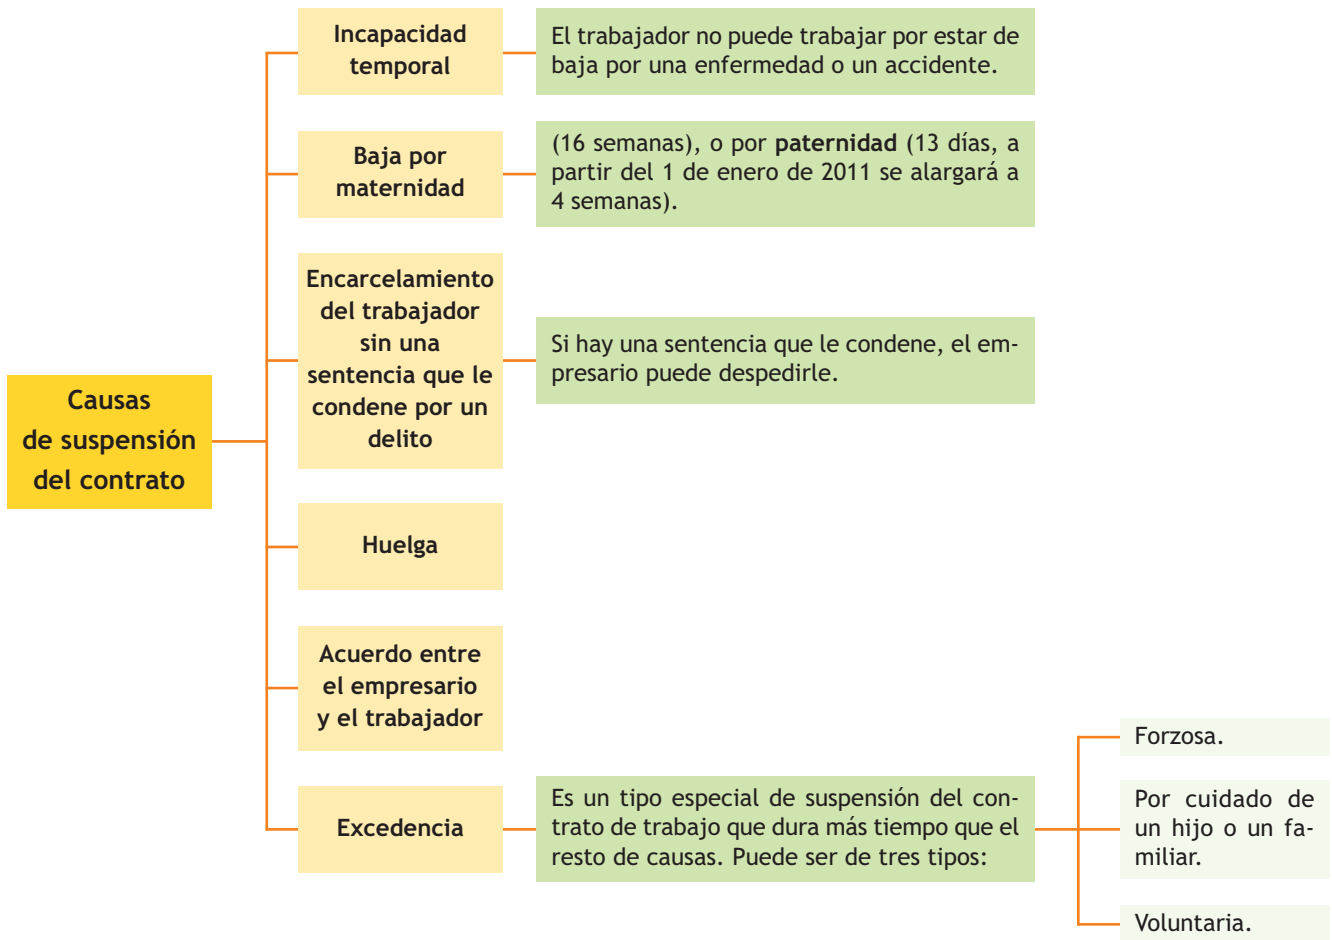 Causas
de suspensión
del contrato
Incapacidad
temporal
El trabajador no puede trabajar por estar de
baja por una enfermedad o un accidente.
Baja por
maternidad
(16 semanas), o por paternidad (13 días, a
partir del 1 de enero de 2011 se alargará a
4 semanas).
Encarcelamiento
del trabajador
sin una
sentencia que le
condene por un
delito
Si hay una sentencia que le condene, el em-
presario puede despedirle.
Huelga
Acuerdo entre
el empresario
y el trabajador
Excedencia
Es un tipo especial de suspensión del con-
trato de trabajo que dura más tiempo que el
resto de causas. Puede ser de tres tipos:
Forzosa.
Por cuidado de
un hijo o un fa-
miliar.
Voluntaria.